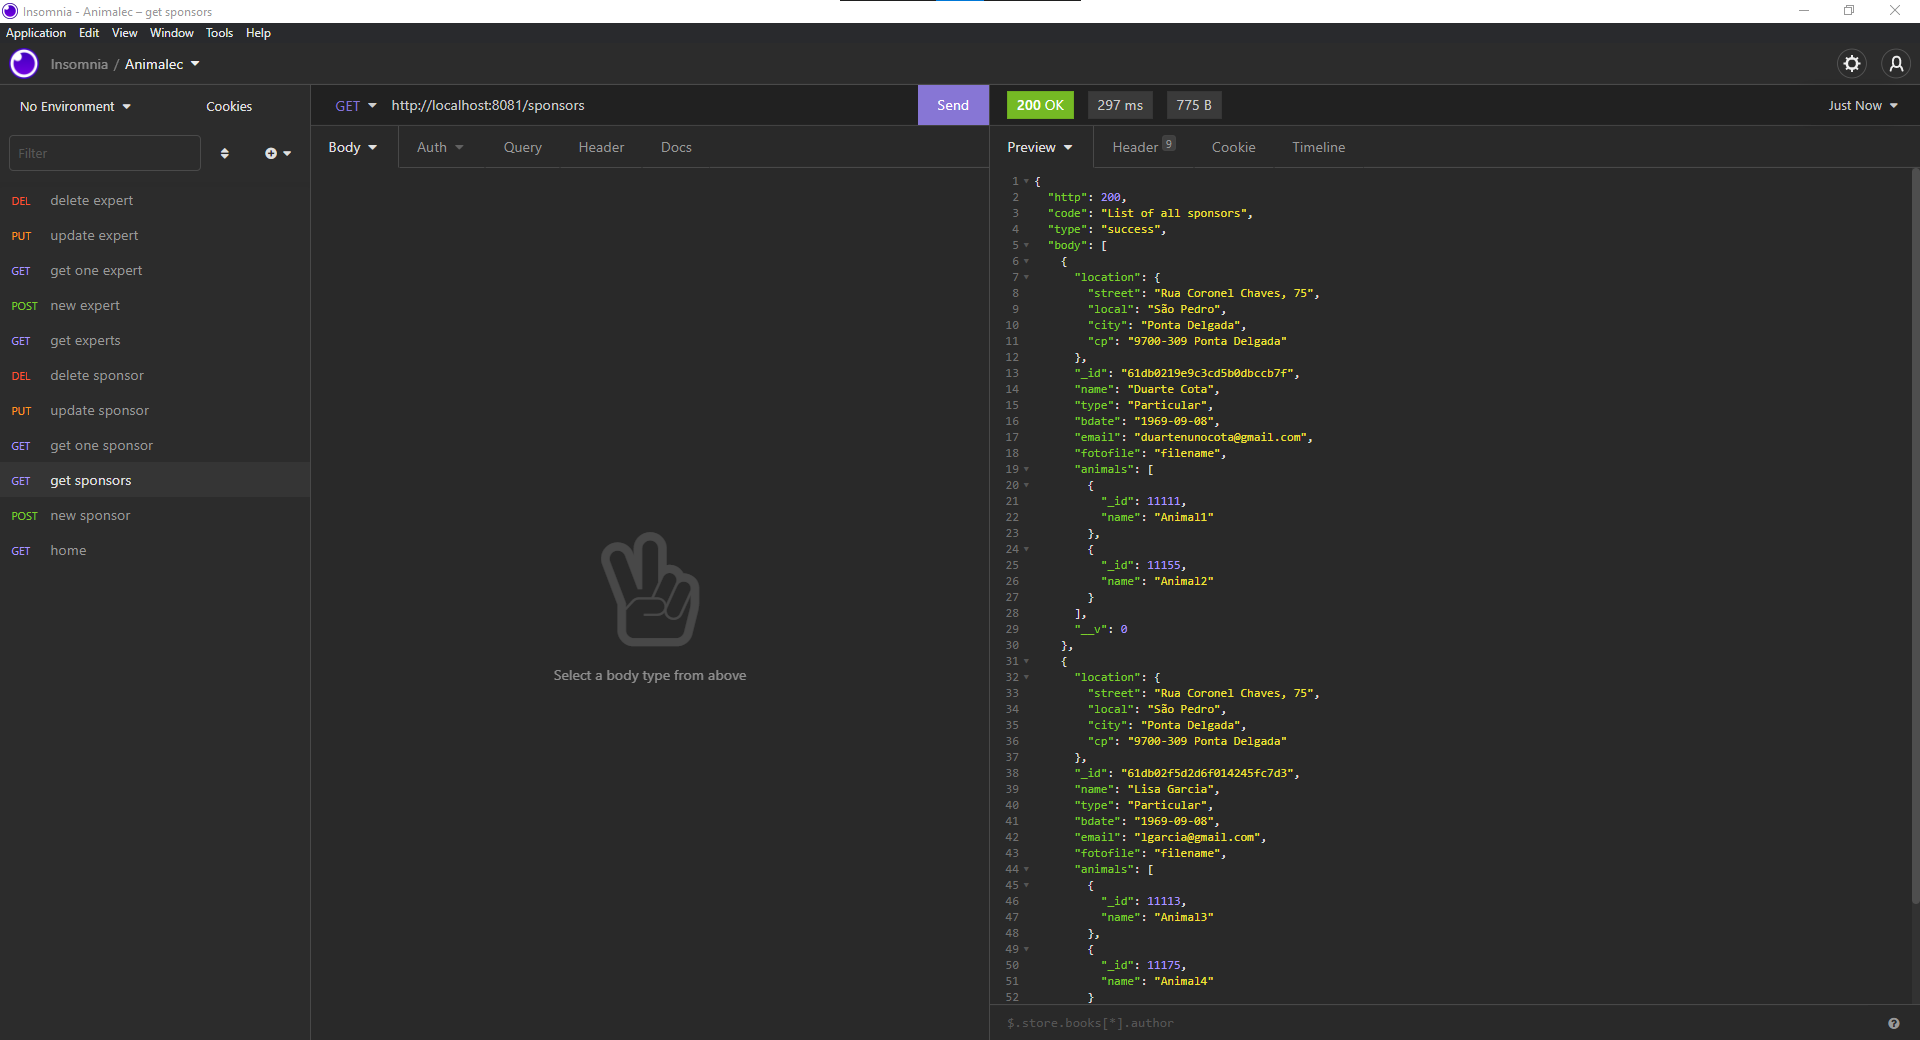 Insomnia - Animalec – get sponsors
Application Edit View Window Tools Help
Insomnia / Animalec
No Environment Cookies
Filter
DEL delete expert
PUT update expert
GET get one expert
POST new expert
GET get experts
DEL delete sponsor
PUT update sponsor
GET get one sponsor
GET get sponsors
POST new sponsor
GET home
GET http://localhost:8081/sponsors Send
Body Auth Query Header Docs
Select a body type from above
200 OK 297 ms 775 B Just Now
Preview Header 9 Cookie Timeline
1 {
2 "http": 200,
3 "code": "List of all sponsors",
4 "type": "success",
5 "body": [
6 {
7 "location": {
8 "street": "Rua Coronel Chaves, 75",
9 "local": "São Pedro",
10 "city": "Ponta Delgada",
11 "cp": "9700-309 Ponta Delgada"
12 },
13 "_id": "61db0219e9c3cd5b0dbccb7f",
14 "name": "Duarte Cota",
15 "type": "Particular",
16 "bdate": "1969-09-08",
17 "email": "duartenunocota@gmail.com",
18 "fotofile": "filename",
19 "animals": [
20 {
21 "_id": 11111,
22 "name": "Animal1"
23 },
24 {
25 "_id": 11155,
26 "name": "Animal2"
27 }
28 ],
29 "__v": 0
30 },
31 {
32 "location": {
33 "street": "Rua Coronel Chaves, 75",
34 "local": "São Pedro",
35 "city": "Ponta Delgada",
36 "cp": "9700-309 Ponta Delgada"
37 },
38 "_id": "61db02f5d2d6f014245fc7d3",
39 "name": "Lisa Garcia",
40 "type": "Particular",
41 "bdate": "1969-09-08",
42 "email": "lgarcia@gmail.com",
43 "fotofile": "filename",
44 "animals": [
45 {
46 "_id": 11113,
47 "name": "Animal3"
48 },
49 {
50 "_id": 11175,
51 "name": "Animal4"
52 }
$.store.books[*].author